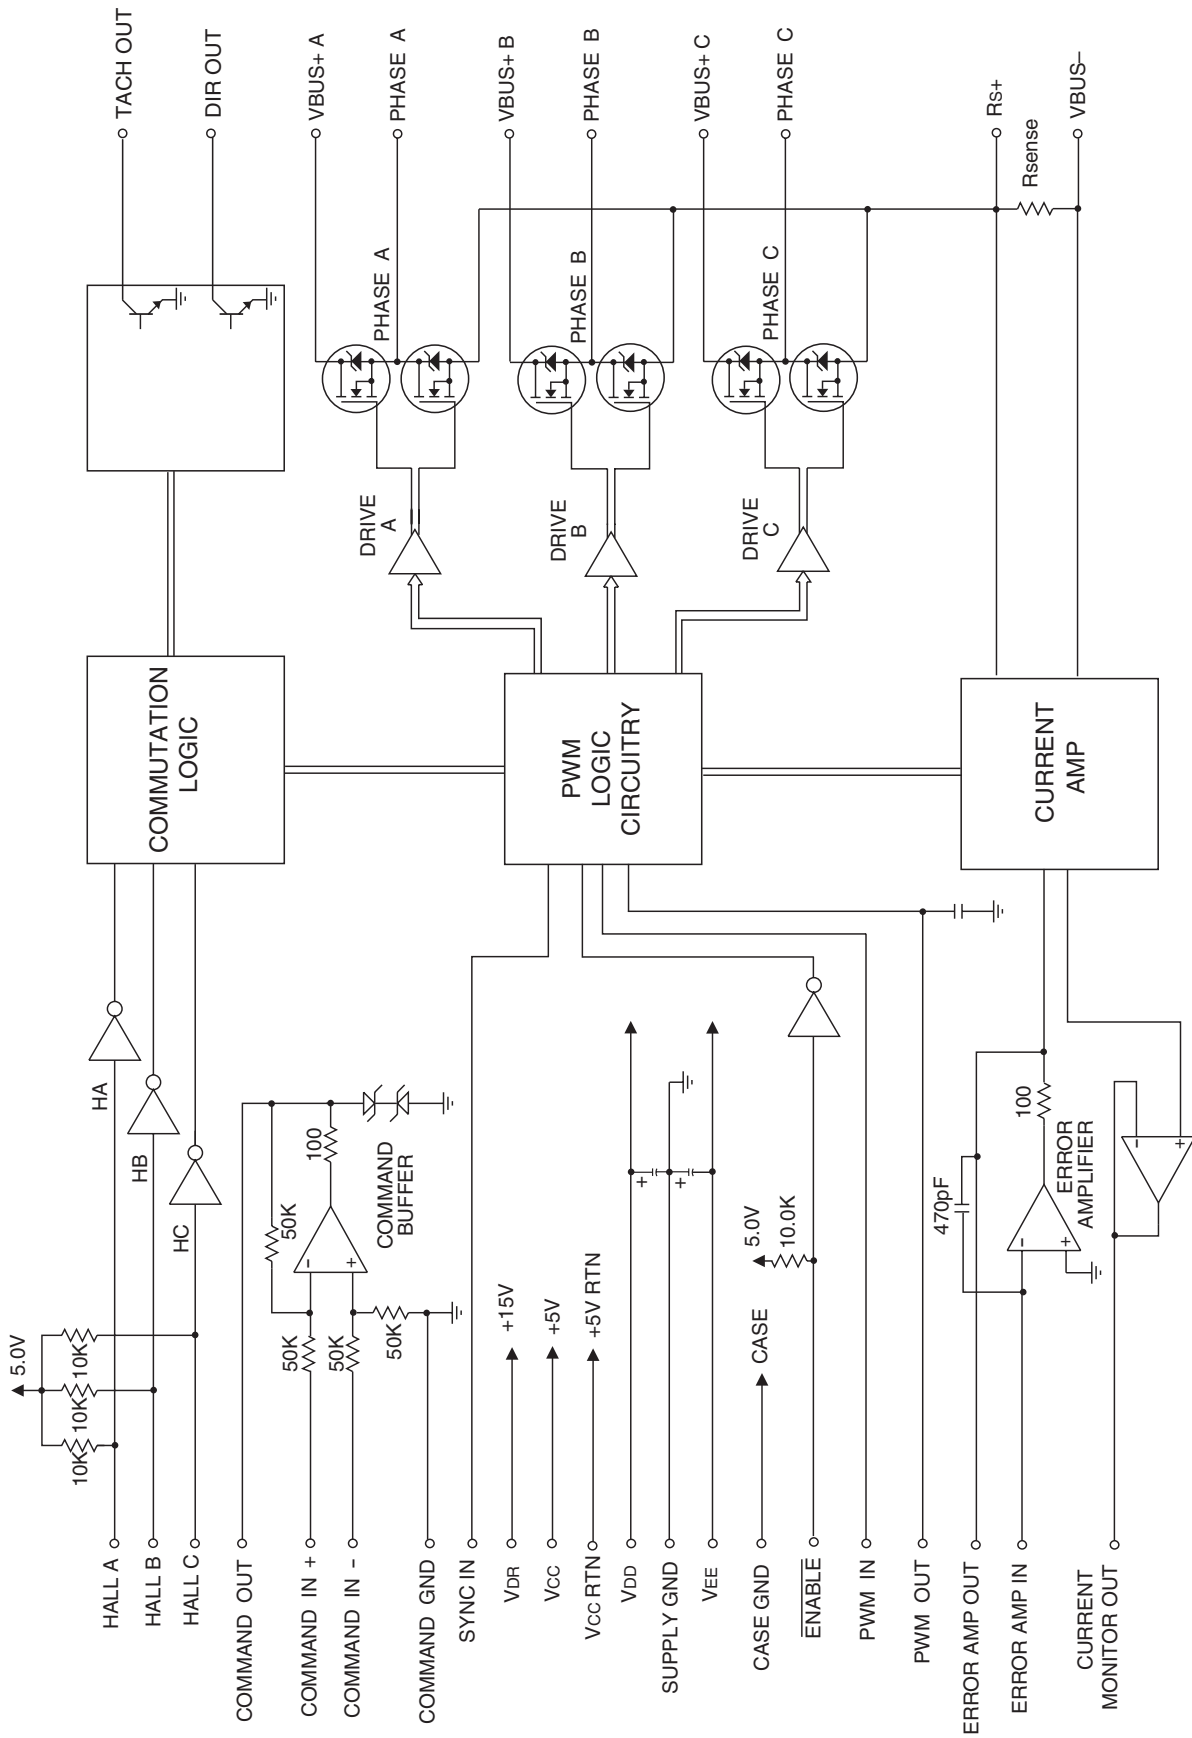 HALL A
HALL B
HALL C
COMMAND OUT
COMMAND IN +
COMMAND IN -
COMMAND GND
SYNC IN
VDR
VCC
VCC RTN
VDD
SUPPLY GND
VEE
CASE GND
ENABLE
PWM IN
PWM OUT
ERROR AMP OUT
ERROR AMP IN
CURRENT
MONITOR OUT
5.0V
10K
10K
10K
HA
HB
HC
50K
50K
50K
50K
100
COMMAND
BUFFER
-
+
+15V
+5V
+5V RTN
+
+
CASE
5.0V
10.0K
470pF
100
ERROR
AMPLIFIER
-
+
-
+
COMMUTATION
LOGIC
PWM
LOGIC
CIRCUITRY
CURRENT
AMP
DRIVE
A
DRIVE
B
DRIVE
C
PHASE A
PHASE B
PHASE C
Rsense
TACH OUT
DIR OUT
VBUS+ A
PHASE A
VBUS+ B
PHASE B
VBUS+ C
PHASE C
RS+
VBUS-